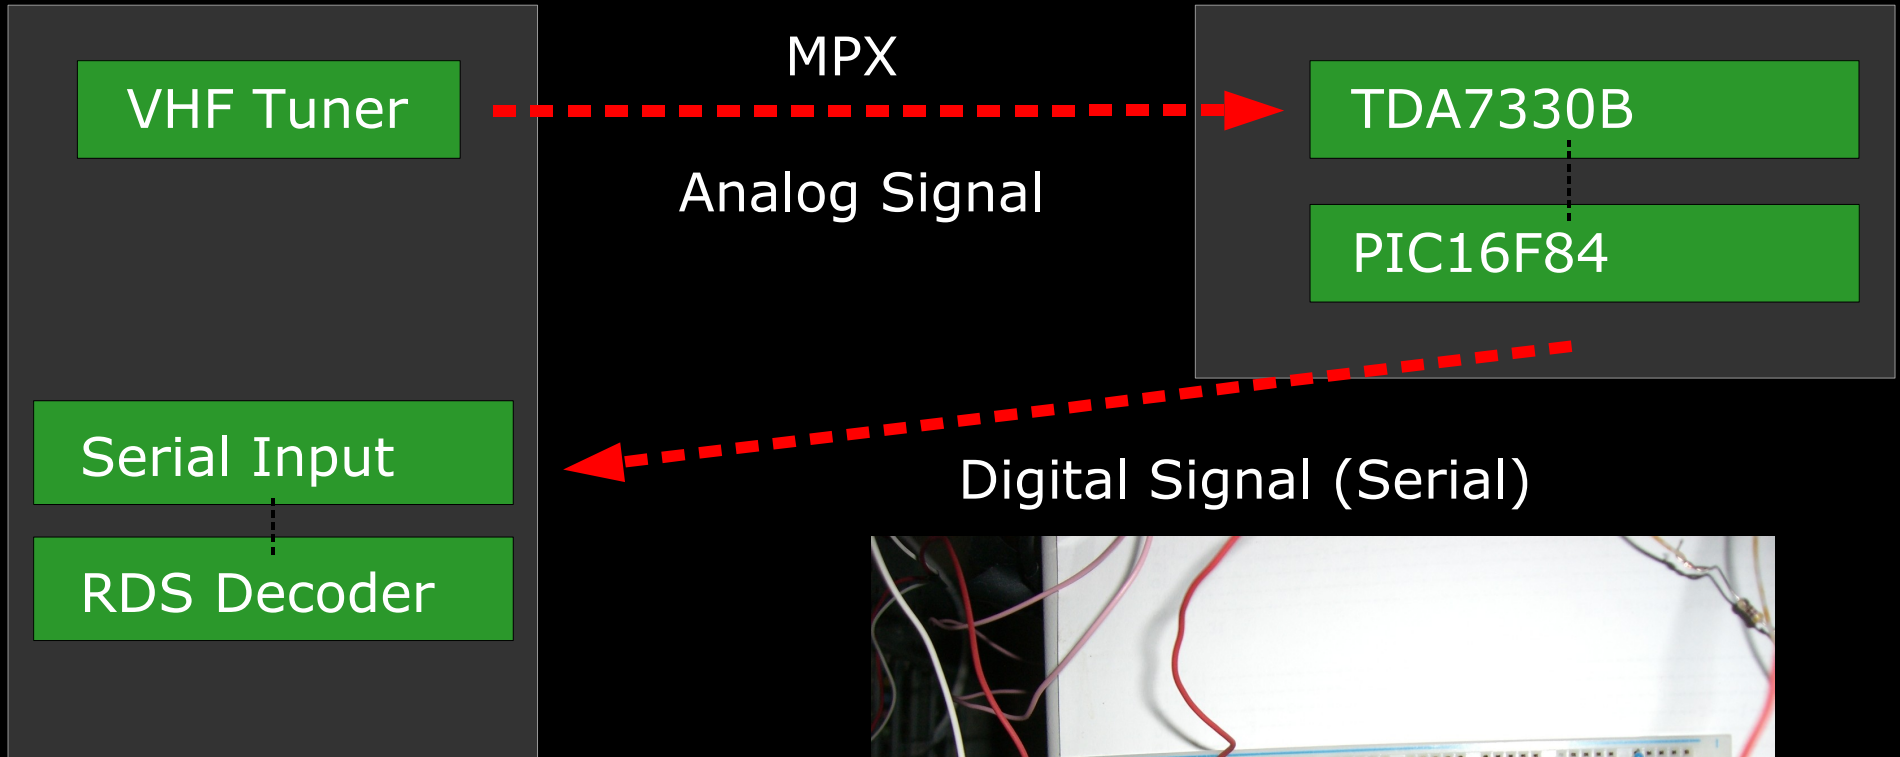 MPX
VHF Tuner
TDA7330B
Analog Signal
PIC16F84
Serial Input
Digital Signal (Serial)
RDS Decoder